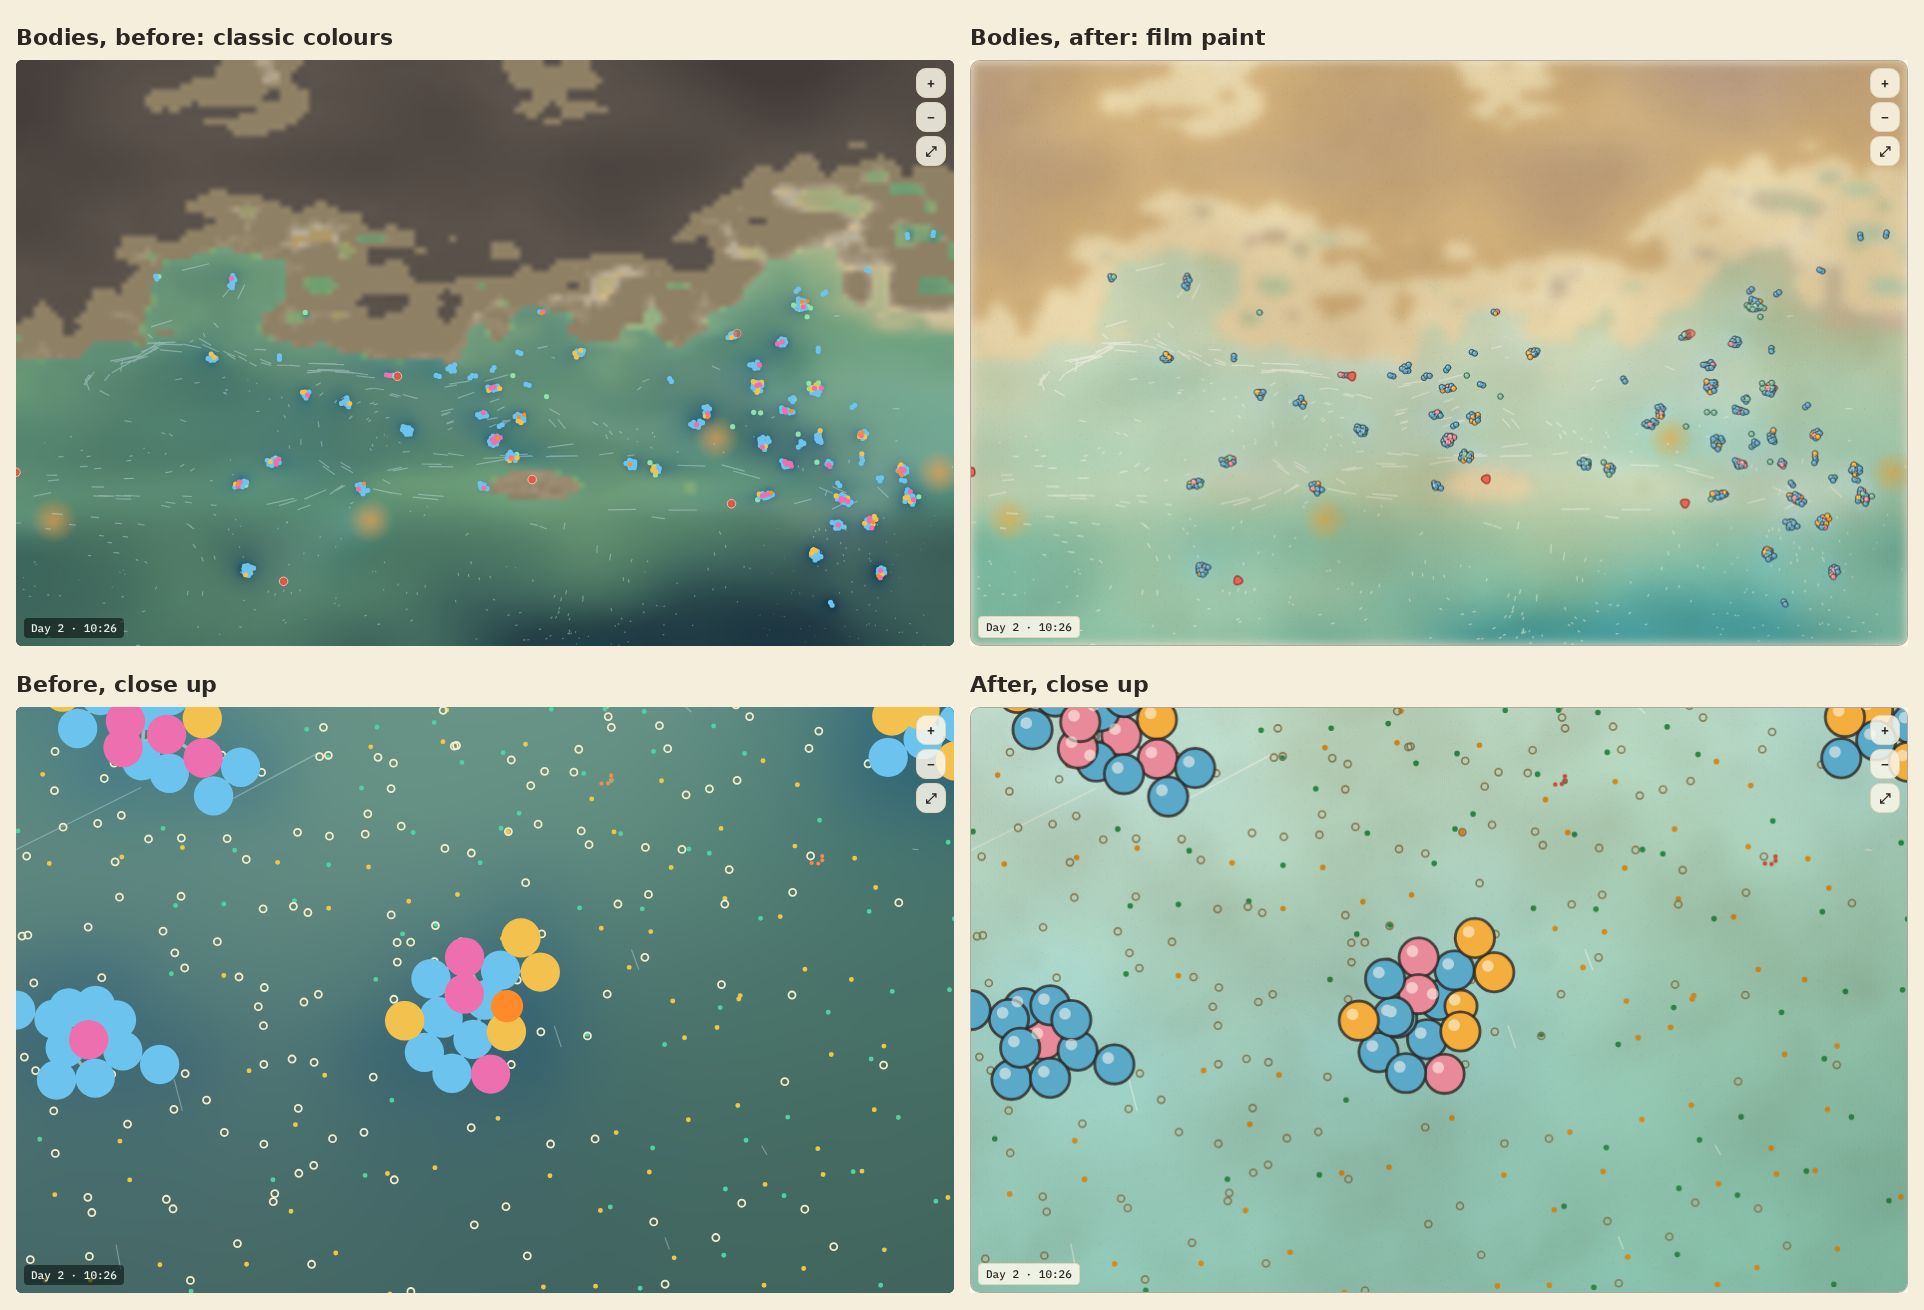 Bodies, before: classic colours
Bodies, after: film paint
+
−
⤢
+
−
⤢
Day 2 · 10:26
Day 2 · 10:26
Before, close up
After, close up
+
−
⤢
+
−
⤢
Day 2 · 10:26
Day 2 · 10:26